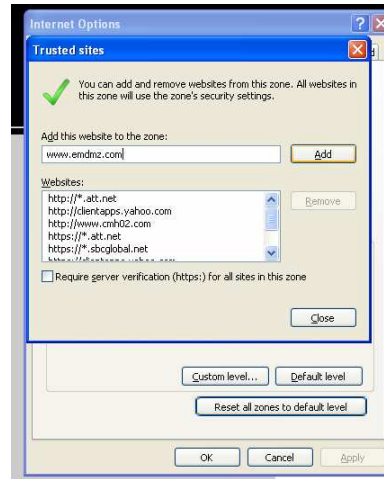 Internet Options
Trusted sites
You can add and remove websites from this zone. All websites in
this zone will use the zone's security settings.
Add this website to the zone:
www.emdmz.com
Add
Websites:
http://*.att.net
http://clientapps.yahoo.com
http://www.cmh02.com
https://*.att.net
https://*.sbcglobal.net
Remove
Require server verification (https:) for all sites in this zone
Close
Custom level...
Default level
Reset all zones to default level
OK
Cancel
Apply